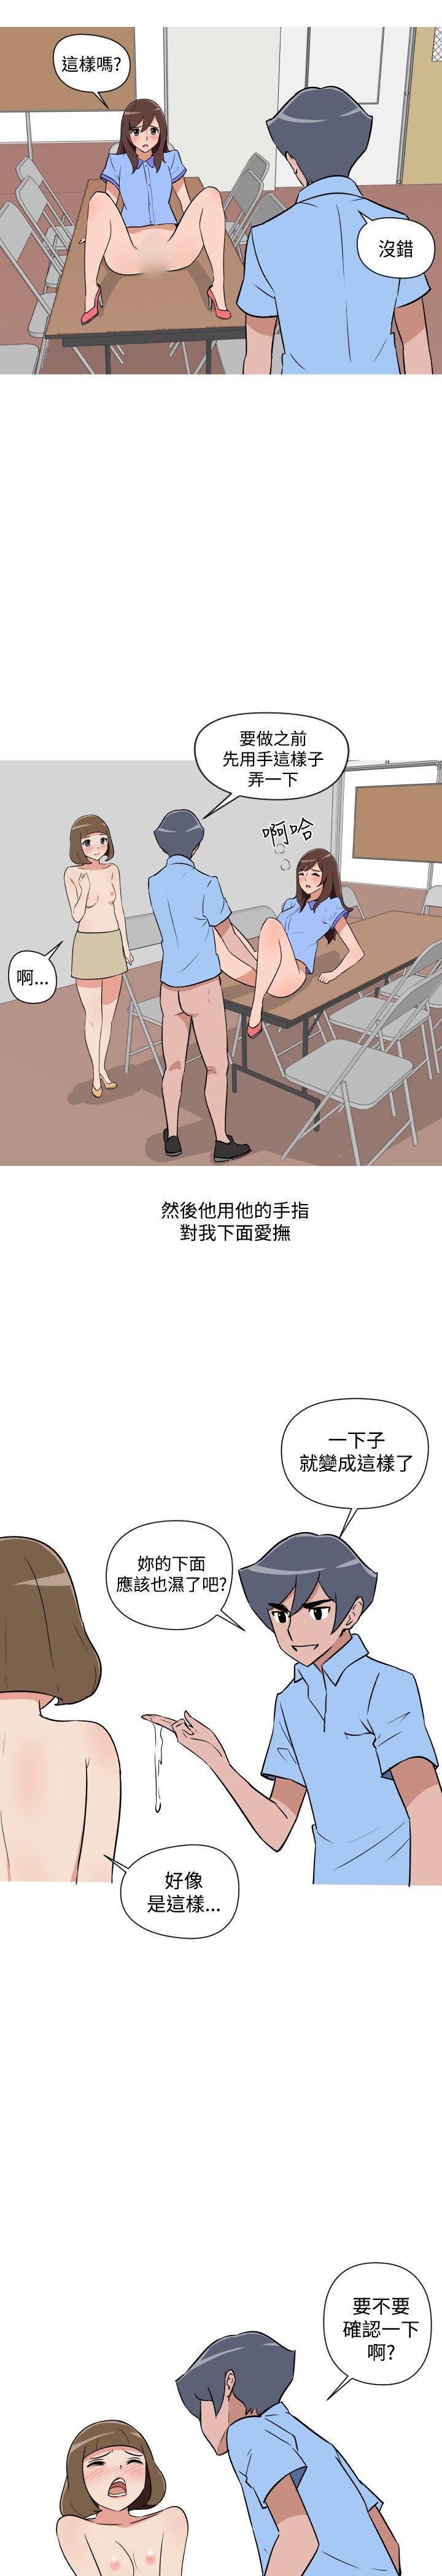 這樣嗎?
沒錯
要做之前
先用手這樣子
弄一下
啊哈
啊...
然後他用他的手指
對我下面愛撫
一下子
就變成這樣了
妳的下面
應該也濕了吧?
好像
是這樣...
要不要
確認一下
啊?